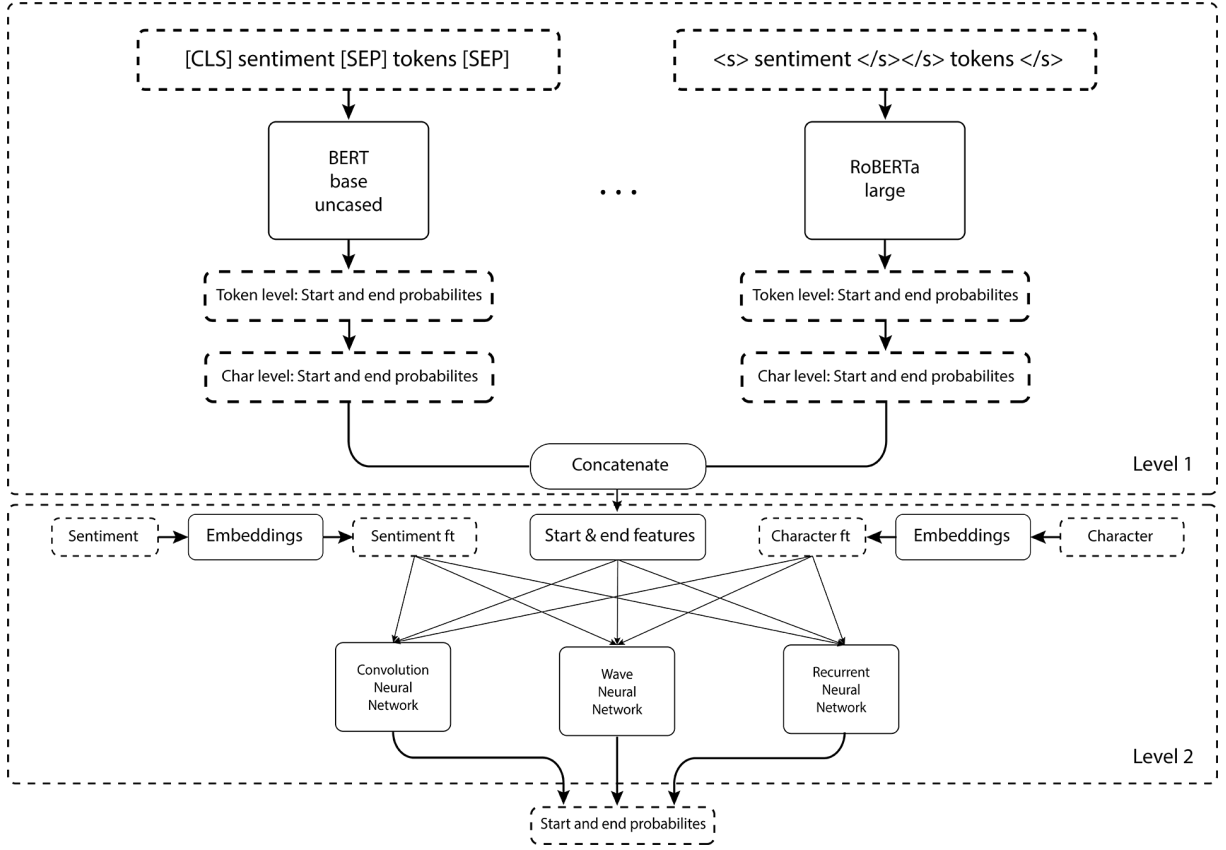 [CLS] sentiment [SEP] tokens [SEP]
<s> sentiment </s></s> tokens </s>
BERT
base
uncased
. . .
RoBERTa
large
Token level: Start and end probabilites
Token level: Start and end probabilites
Char level: Start and end probabilites
Char level: Start and end probabilites
Concatenate
Level 1
Sentiment
Embeddings
Sentiment ft
Start & end features
Character ft
Embeddings
Character
Convolution
Neural
Network
Wave
Neural
Network
Recurrent
Neural
Network
Level 2
Start and end probabilites